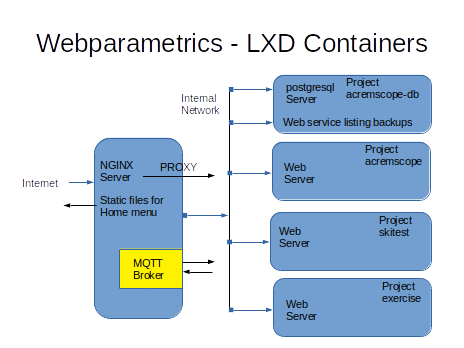 Webparametrics - LXD Containers
Internal
Network
postgresql
Server
Project
acremscope-db
Web service listing backups
NGINX
Server
PROXY
Internet
Static files for
Home menu
MQTT
Broker
Web
Server
Project
acremscope
Web
Server
Project
skitest
Web
Server
Project
exercise